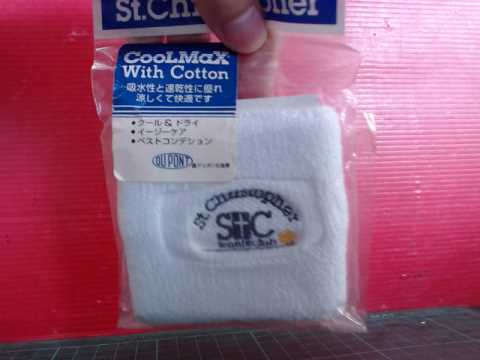 St.Christopher
CooLMaX
With Cotton
吸水性と速乾性に優れ
涼しくて快適です
•クール & ドライ
•イージーケア
•ベストコンデション
DU PONT
St Christopher
StC